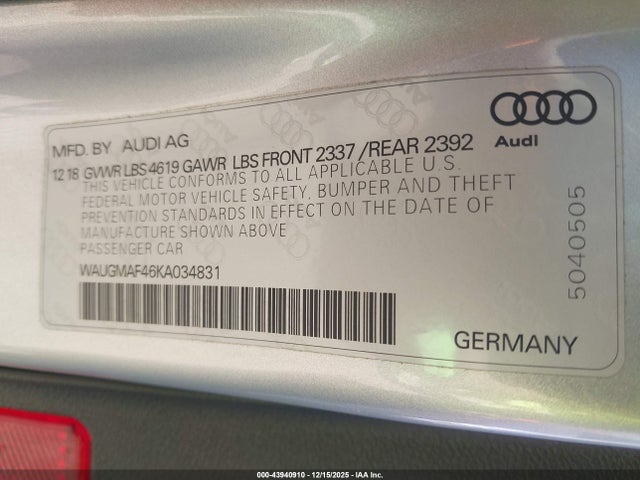 MFD. BY AUDI AG
12 18 GVWR LBS 4619 GAWR LBS FRONT 2337 /REAR 2392
THIS VEHICLE CONFORMS TO ALL APPLICABLE U.S.
FEDERAL MOTOR VEHICLE SAFETY, BUMPER AND THEFT
PREVENTION STANDARDS IN EFFECT ON THE DATE OF
MANUFACTURE SHOWN ABOVE
PASSENGER CAR
WAUGMAF46KA034831
Audi
5040505
GERMANY
000-43940910 - 12/15/2025 - IAA Inc.